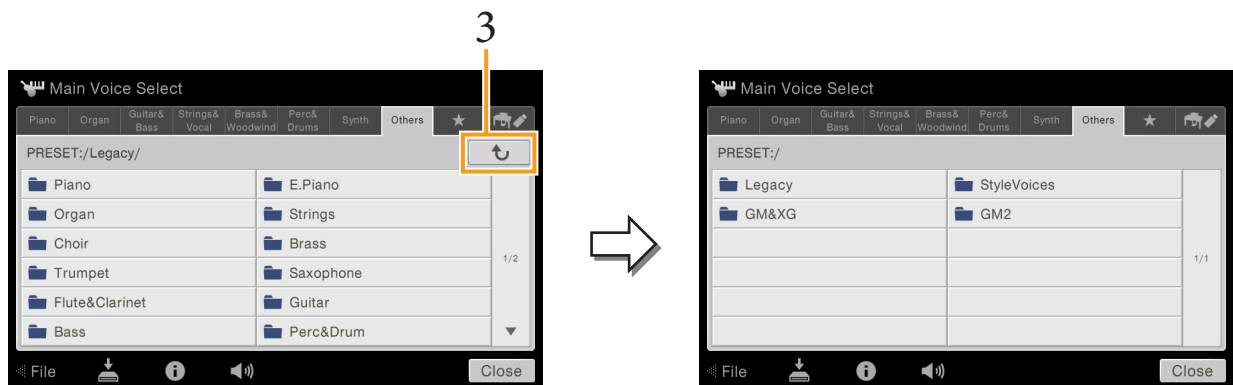 3
Main Voice Select
Piano Organ Guitar& Bass Strings& Vocal Brass& Woodwind Perc& Drums Synth Others
PRESET:/Legacy/
Piano E.Piano
Organ Strings
Choir Brass
Trumpet Saxophone
Flute&Clarinet Guitar
Bass Perc&Drum
1/2
File Close
Main Voice Select
Piano Organ Guitar& Bass Strings& Vocal Brass& Woodwind Perc& Drums Synth Others
PRESET:/
Legacy StyleVoices
GM&XG GM2
1/1
File Close